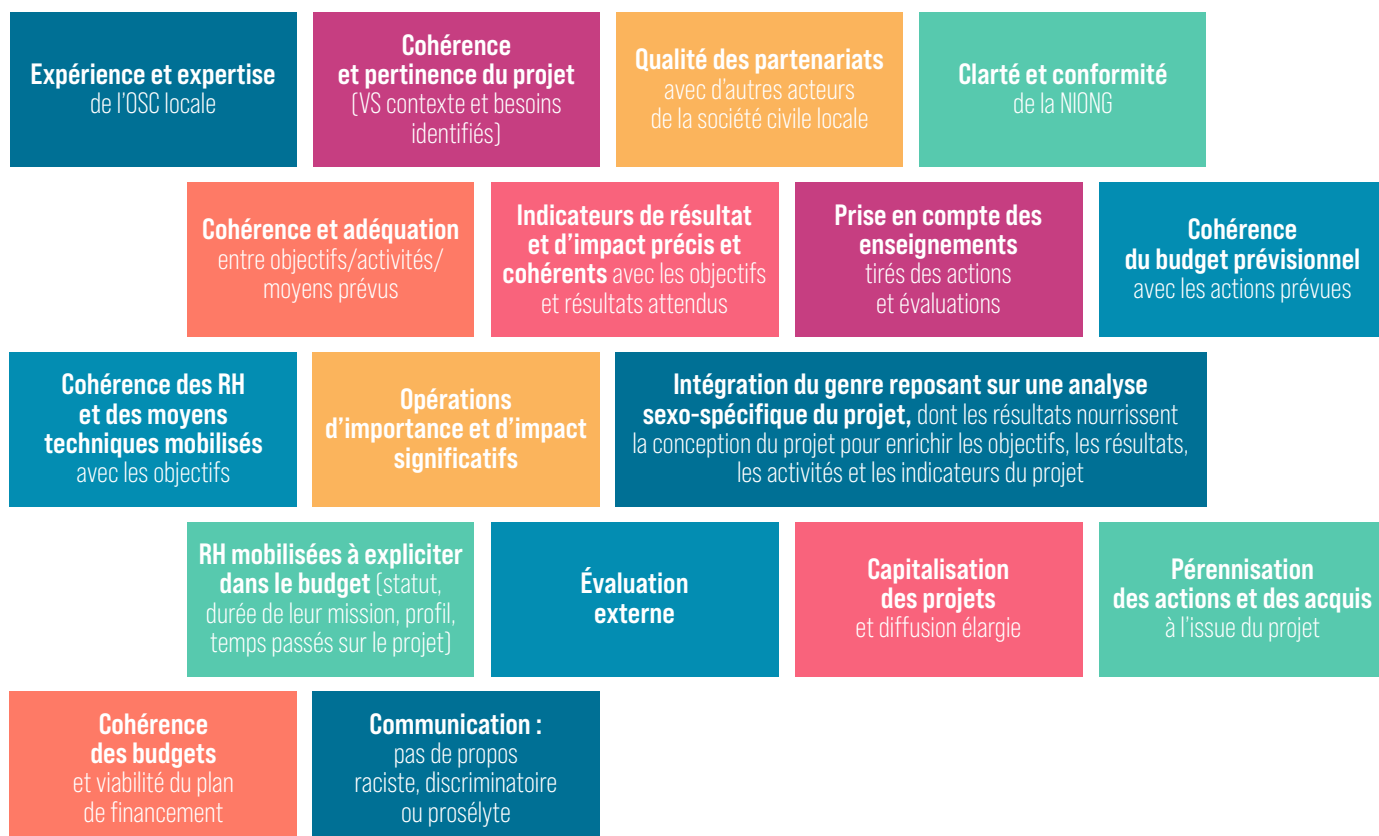 Expérience et expertise
de l'OSC locale
Cohérence
et pertinence du projet
(VS contexte et besoins
identifiés)
Qualité des partenariats
avec d'autres acteurs
de la société civile locale
Clarté et conformité
de la NIONG
Cohérence et adéquation
entre objectifs/activités/
moyens prévus
Indicateurs de résultat
et d'impact précis et
cohérents avec les objectifs
et résultats attendus
Prise en compte des
enseignements
tirés des actions
et évaluations
Cohérence
du budget prévisionnel
avec les actions prévues
Cohérence des RH
et des moyens
techniques mobilisés
avec les objectifs
Opérations
d'importance et d'impact
significatifs
Intégration du genre reposant sur une analyse
sexo-spécifique du projet, dont les résultats nourrissent
la conception du projet pour enrichir les objectifs, les résultats,
les activités et les indicateurs du projet
RH mobilisées à expliciter
dans le budget (statut,
durée de leur mission, profil,
temps passés sur le projet)
Évaluation
externe
Capitalisation
des projets
et diffusion élargie
Pérennisation
des actions et des acquis
à l'issue du projet
Cohérence
des budgets
et viabilité du plan
de financement
Communication :
pas de propos
raciste, discriminatoire
ou prosélyte